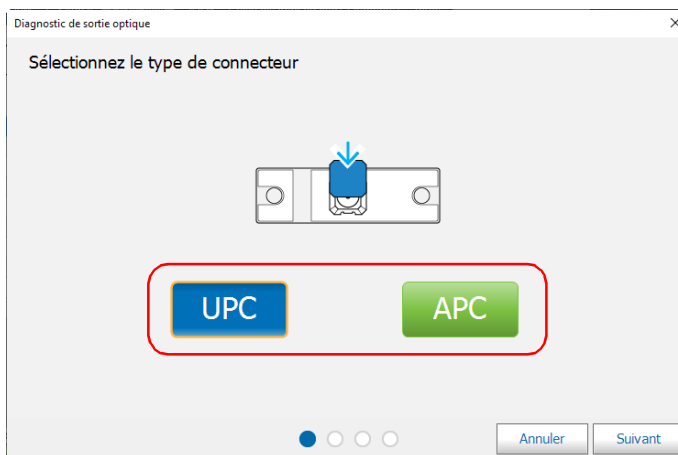 Diagnostic de sortie optique
Sélectionnez le type de connecteur
UPC
APC
Annuler
Suivant